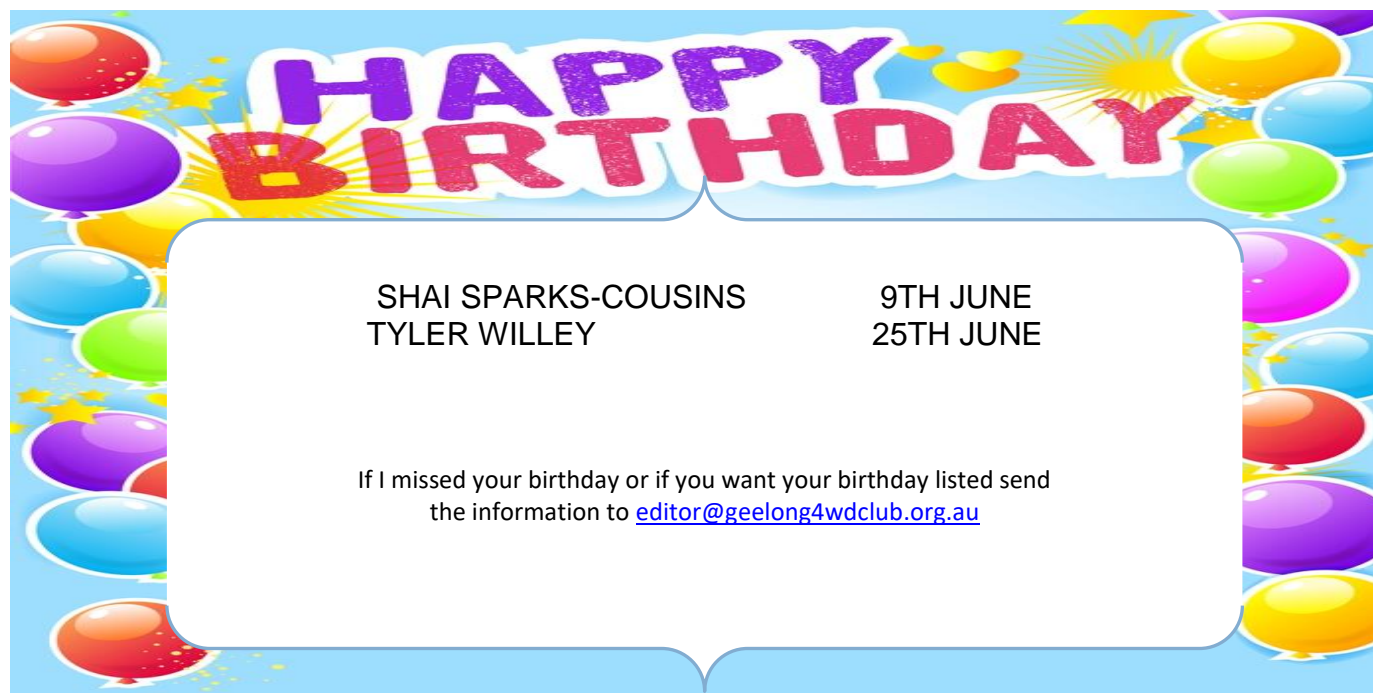 HAPPY
BIRTHDAY
SHAI SPARKS-COUSINS 9TH JUNE
TYLER WILLEY 25TH JUNE
If I missed your birthday or if you want your birthday listed send
the information to editor@geelong4wdclub.org.au